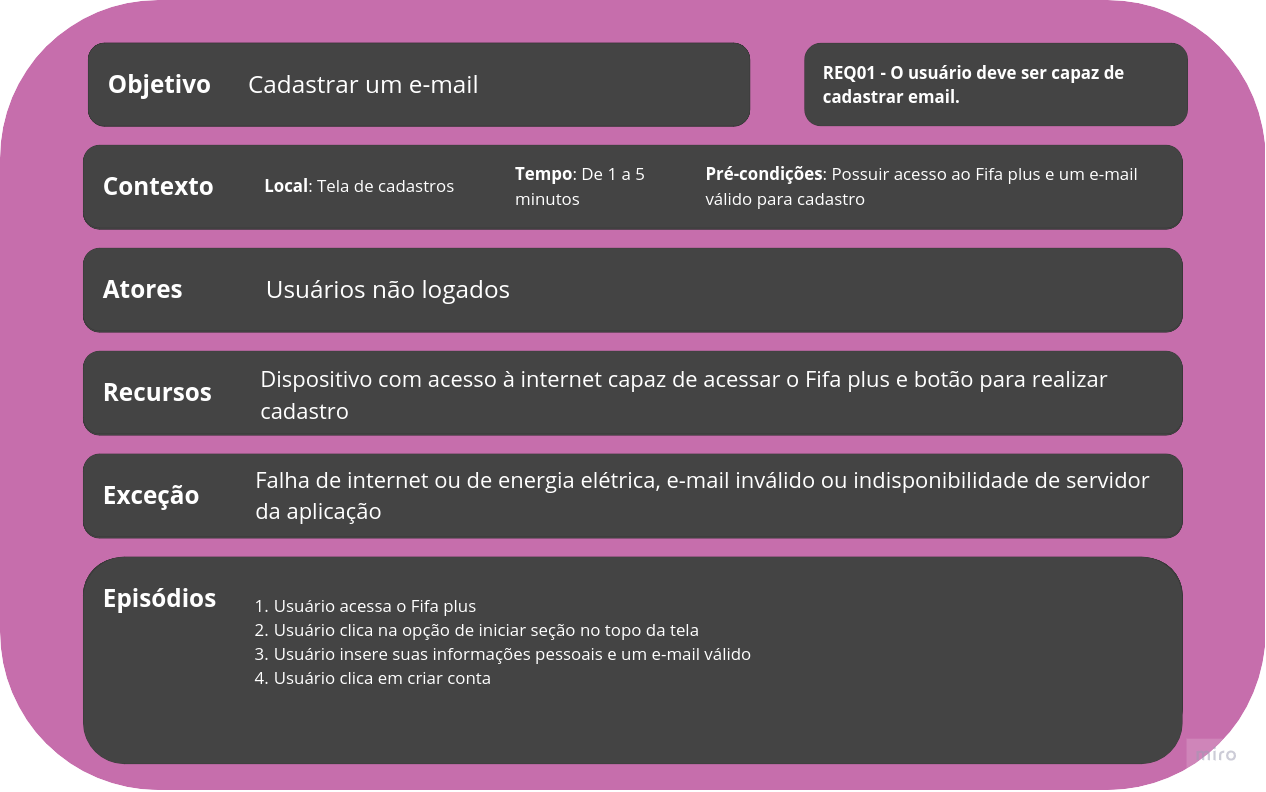 Objetivo Cadastrar um e-mail
REQ01 - O usuário deve ser capaz de
cadastrar email.
Contexto
Local: Tela de cadastros
Tempo: De 1 a 5
minutos
Pré-condições: Possuir acesso ao Fifa plus e um e-mail
válido para cadastro
Atores Usuários não logados
Recursos
Dispositivo com acesso à internet capaz de acessar o Fifa plus e botão para realizar
cadastro
Exceção
Falha de internet ou de energia elétrica, e-mail inválido ou indisponibilidade de servidor
da aplicação
Episódios
1. Usuário acessa o Fifa plus
2. Usuário clica na opção de iniciar seção no topo da tela
3. Usuário insere suas informações pessoais e um e-mail válido
4. Usuário clica em criar conta
miro